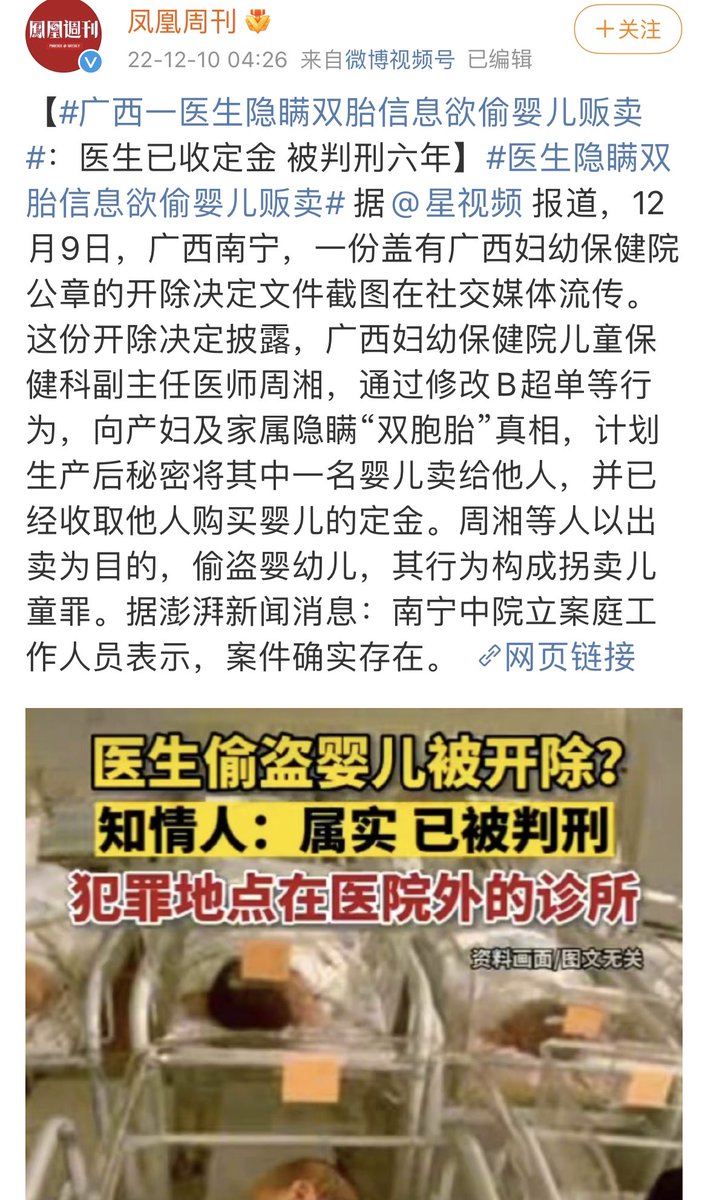 鳳凰週刊
PHOENIX WEEKLY
凤凰周刊
22-12-10 04:26 来自微博视频号 已编辑
+关注
【#广西一医生隐瞒双胎信息欲偷婴儿贩卖
#：医生已收定金 被判刑六年】#医生隐瞒双
胎信息欲偷婴儿贩卖# 据 @星视频 报道，12
月9日，广西南宁，一份盖有广西妇幼保健院
公章的开除决定文件截图在社交媒体流传。
这份开除决定披露，广西妇幼保健院儿童保
健科副主任医师周湘，通过修改B超单等行
为，向产妇及家属隐瞒“双胞胎”真相，计划
生产后秘密将其中一名婴儿卖给他人，并已
经收取他人购买婴儿的定金。周湘等人以出
卖为目的，偷盗婴幼儿，其行为构成拐卖儿
童罪。据澎湃新闻消息：南宁中院立案庭工
作人员表示，案件确实存在。 网页链接
医生偷盗婴儿被开除？
知情人：属实 已被判刑
犯罪地点在医院外的诊所
资料画面/图文无关